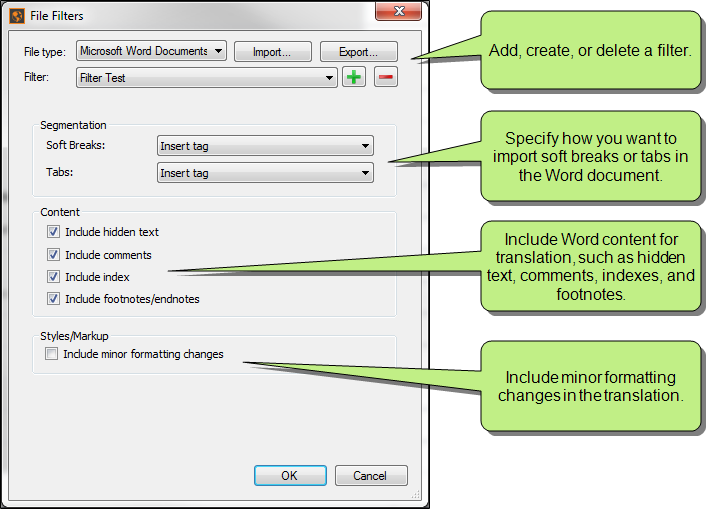 File Filters
File type: Microsoft Word Documents Import... Export...
Filter: Filter Test
Add, create, or delete a filter.
Segmentation
Soft Breaks: Insert tag
Tabs: Insert tag
Specify how you want to
import soft breaks or tabs in
the Word document.
Content
Include hidden text
Include comments
Include index
Include footnotes/endnotes
Include Word content for
translation, such as hidden
text, comments, indexes, and
footnotes.
Styles/Markup
Include minor formatting changes
Include minor formatting
changes in the translation.
OK Cancel